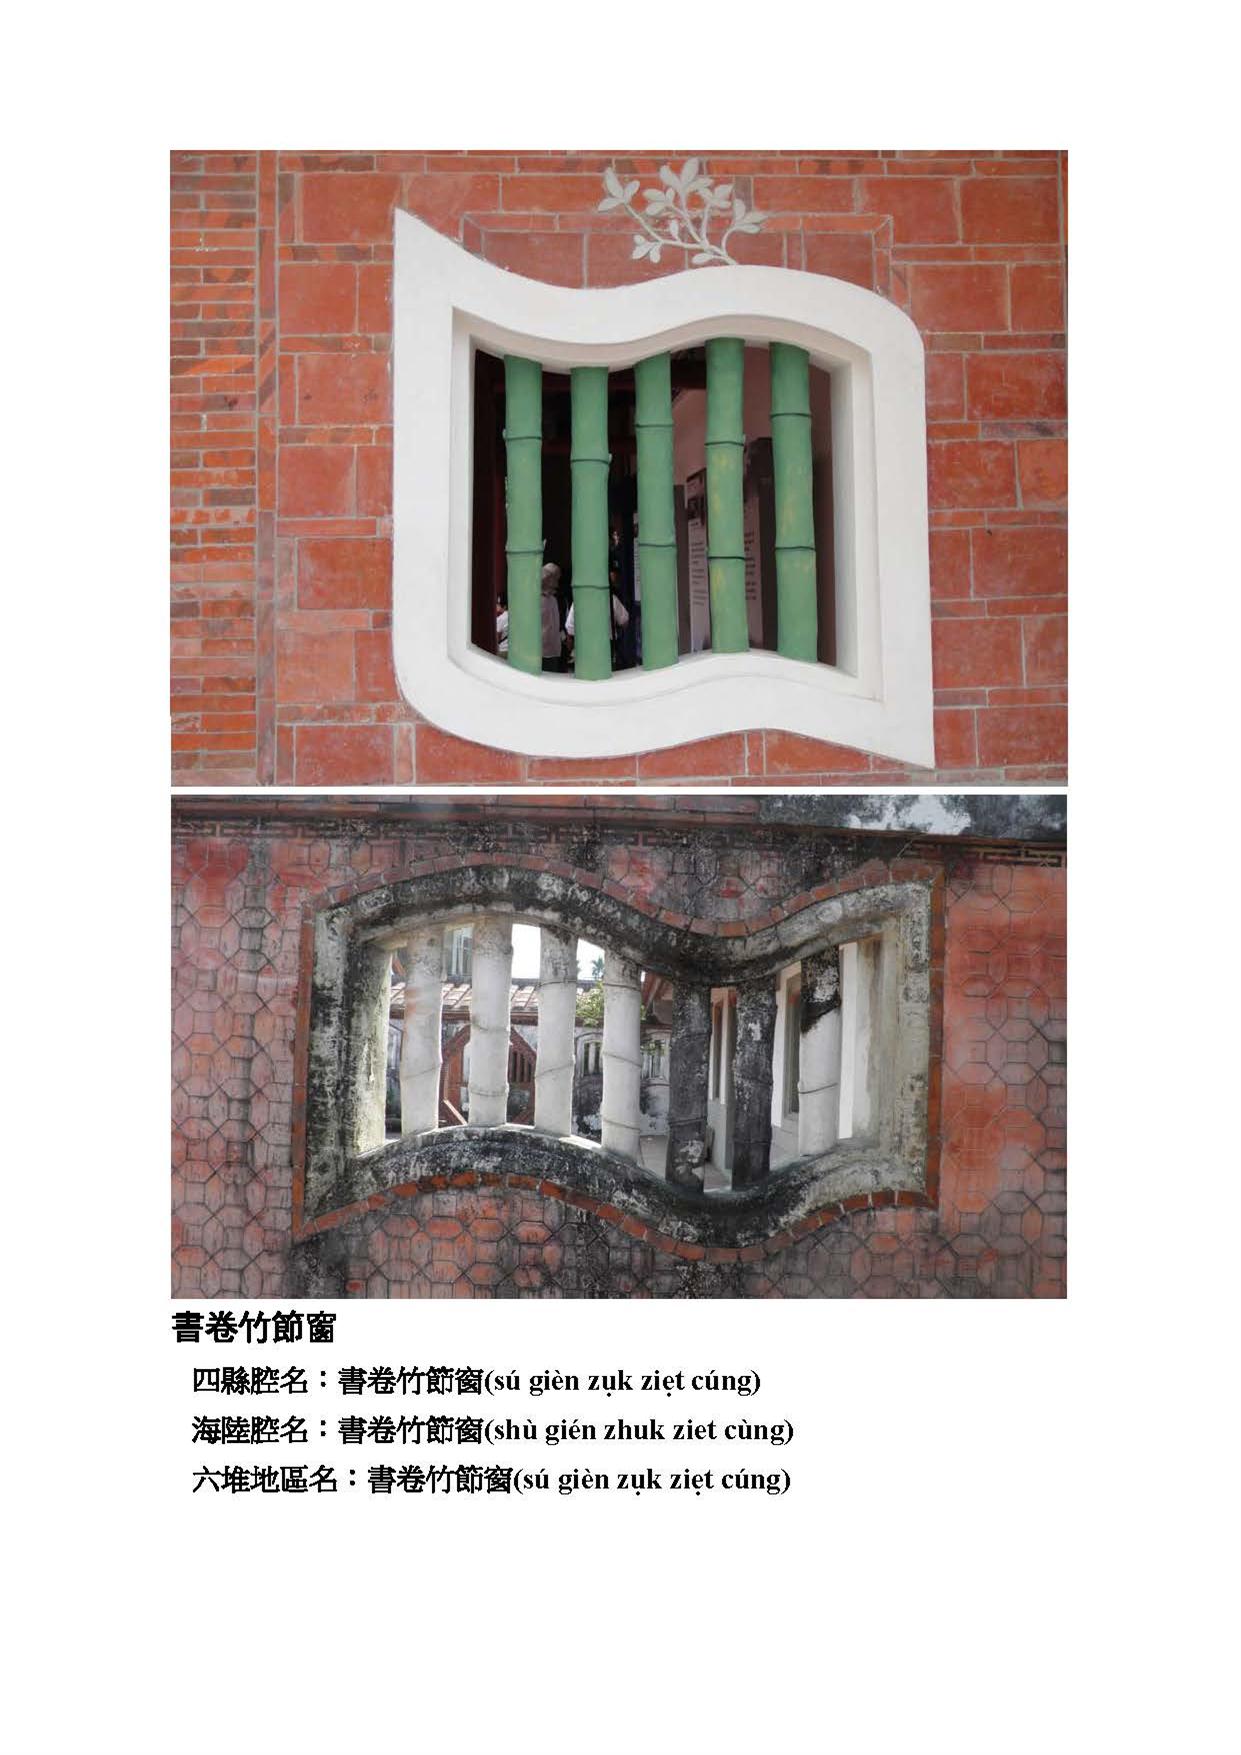 書卷竹節窗
四縣腔名：書卷竹節窗(sú gièn zụk ziẹt cúng)
海陸腔名：書卷竹節窗(shù gién zhuk ziet cùng)
六堆地區名：書卷竹節窗(sú gièn zụk ziẹt cúng)